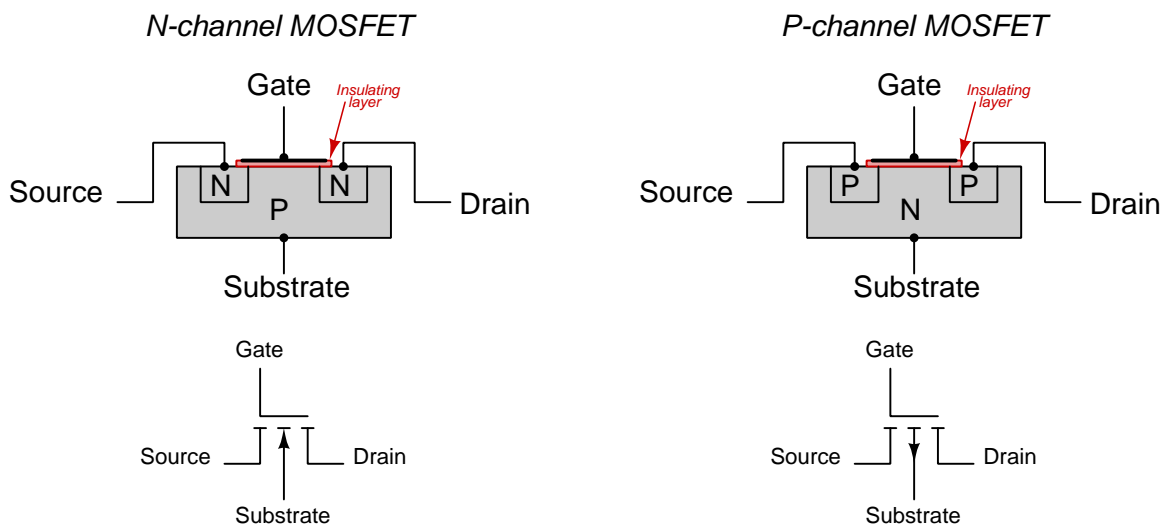 N-channel MOSFET
P-channel MOSFET
Gate
Insulating
layer
Source
N
N
P
Drain
Substrate
Gate
Insulating
layer
Source
P
P
N
Drain
Substrate
Gate
Source
Drain
Substrate
Gate
Source
Drain
Substrate